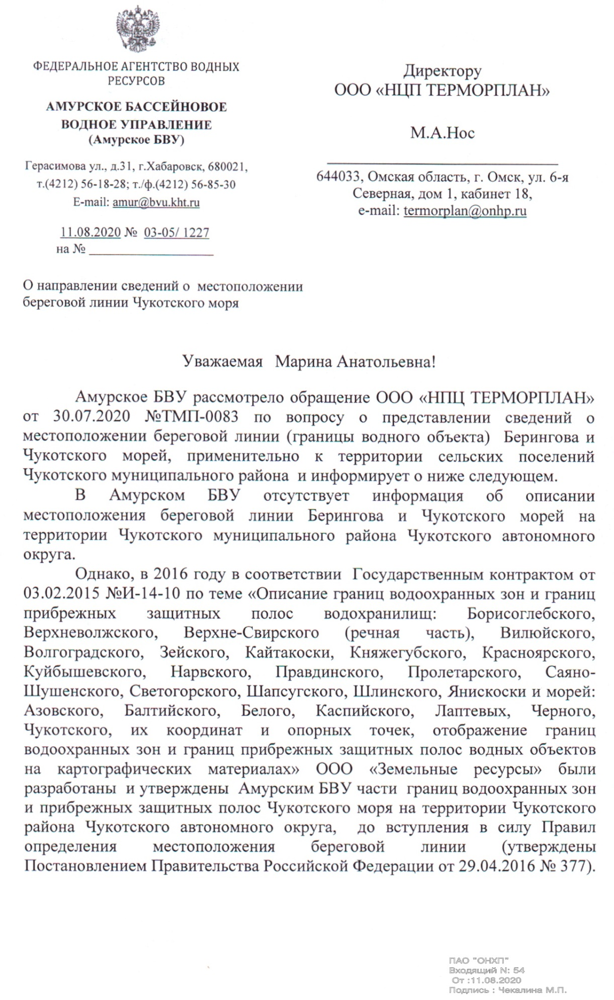 ФЕДЕРАЛЬНОЕ АГЕНТСТВО ВОДНЫХ
РЕСУРСОВ
АМУРСКОЕ БАССЕЙНОВОЕ
ВОДНОЕ УПРАВЛЕНИЕ
(Амурское БВУ)
Герасимова ул., д.31, г.Хабаровск, 680021,
т.(4212) 56-18-28; т./ф.(4212) 56-85-30
E-mail: amur@bvu.kht.ru
11.08.2020 № 03-05/ 1227
на №
Директору
ООО «НЦП ТЕРМОРПЛАН»
М.А.Нос
644033, Омская область, г. Омск, ул. 6-я
Северная, дом 1, кабинет 18,
e-mail: termorplan@onhp.ru
О направлении сведений о местоположении
береговой линии Чукотского моря
Уважаемая Марина Анатольевна!
Амурское БВУ рассмотрело обращение ООО «НПЦ ТЕРМОРПЛАН»
от 30.07.2020 №ТМП-0083 по вопросу о представлении сведений о
местоположении береговой линии (границы водного объекта) Берингова и
Чукотского морей, применительно к территории сельских поселений
Чукотского муниципального района и информирует о ниже следующем.
В Амурском БВУ отсутствует информация об описании
местоположения береговой линии Берингова и Чукотского морей на
территории Чукотского муниципального района Чукотского автономного
округа.
Однако, в 2016 году в соответствии Государственным контрактом от
03.02.2015 №И-14-10 по теме «Описание границ водоохранных зон и границ
прибрежных защитных полос водохранилищ: Борисоглебского,
Верхневолжского, Верхне-Свирского (речная часть), Вилюйского,
Волгоградского, Зейского, Кайтакоски, Княжегубского, Красноярского,
Куйбышевского, Нарвского, Правдинского, Пролетарского, Саяно-
Шушенского, Светогорского, Шапсугского, Шлинского, Янискоски и морей:
Азовского, Балтийского, Белого, Каспийского, Лаптевых, Черного,
Чукотского, их координат и опорных точек, отображение границ
водоохранных зон и границ прибрежных защитных полос водных объектов
на картографических материалах» ООО «Земельные ресурсы» были
разработаны и утверждены Амурским БВУ части границ водоохранных зон
и прибрежных защитных полос Чукотского моря на территории Чукотского
района Чукотского автономного округа, до вступления в силу Правил
определения местоположения береговой линии (утверждены
Постановлением Правительства Российской Федерации от 29.04.2016 № 377).
ПАО "ОНХП"
Входящий N: 54
От :11.08.2020
Подпись : Чекалина М.П.